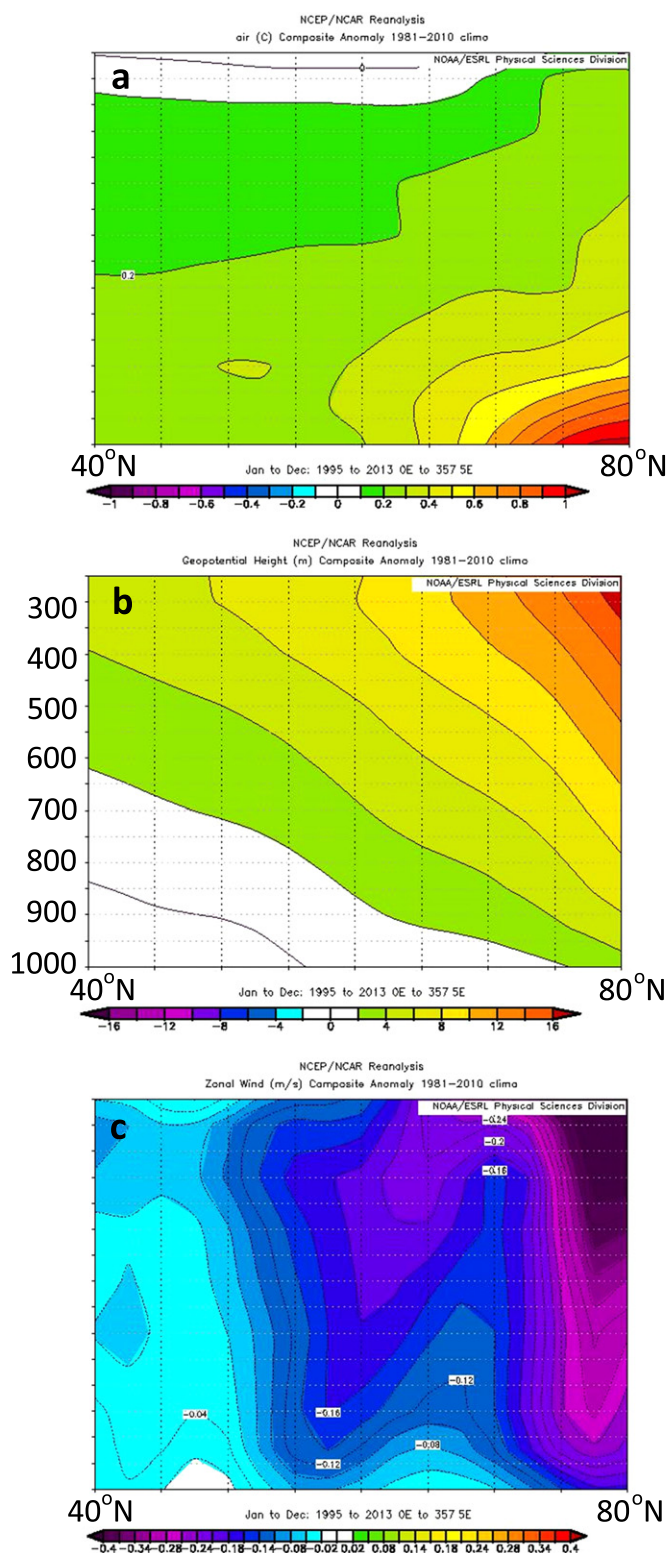 NCEP/NCAR Reanalysis
air (C) Composite Anomaly 1981-2010 clima
NOAA/ESRL Physical Sciences Division
a
0
0.2
40°N
80°N
Jan to Dec: 1995 to 2013 0E to 357.5E
-1 -0.8 -0.6 -0.4 -0.2 0 0.2 0.4 0.6 0.8 1
NCEP/NCAR Reanalysis
Geopotential Height (m) Composite Anomaly 1981-2010 clima
NOAA/ESRL Physical Sciences Division
b
300
400
500
600
700
800
900
1000
40°N
80°N
Jan to Dec: 1995 to 2013 0E to 357.5E
-16 -12 -8 -4 0 4 8 12 16
NCEP/NCAR Reanalysis
Zonal Wind (m/s) Composite Anomaly 1981-2010 clima
NOAA/ESRL Physical Sciences Division
c
-0.24
-0.2
-0.16
-0.12
-0.04
-0.16
-0.08
-0.12
40°N
80°N
Jan to Dec: 1995 to 2013 0E to 357.5E
-0.4 -0.34 -0.28 -0.24 -0.18 -0.14 -0.08 -0.02 0.02 0.08 0.14 0.18 0.24 0.28 0.34 0.4